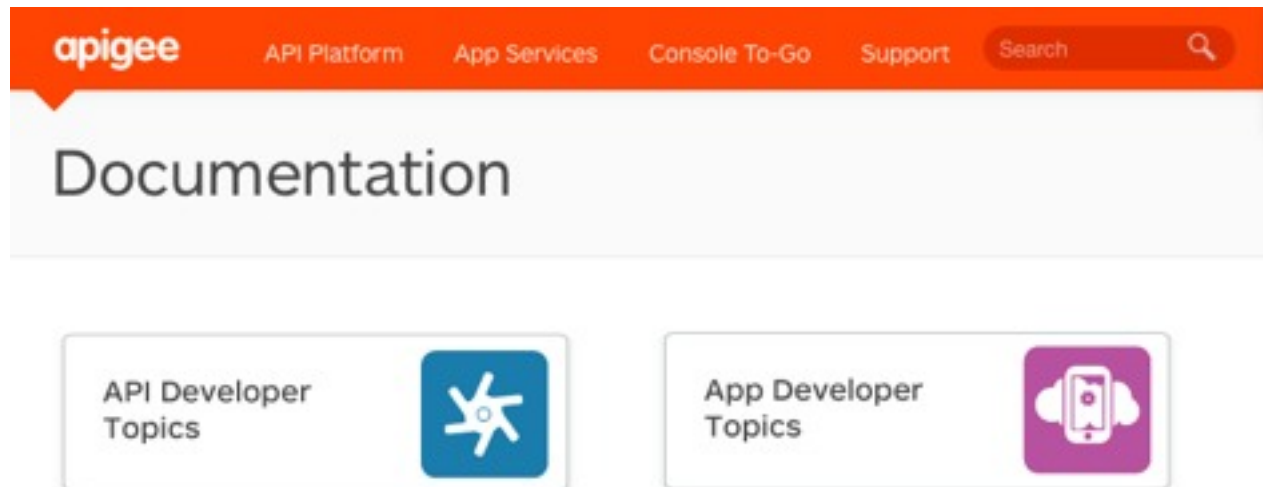 apigee API Platform App Services Console To-Go Support Search
Documentation
API Developer
Topics
App Developer
Topics